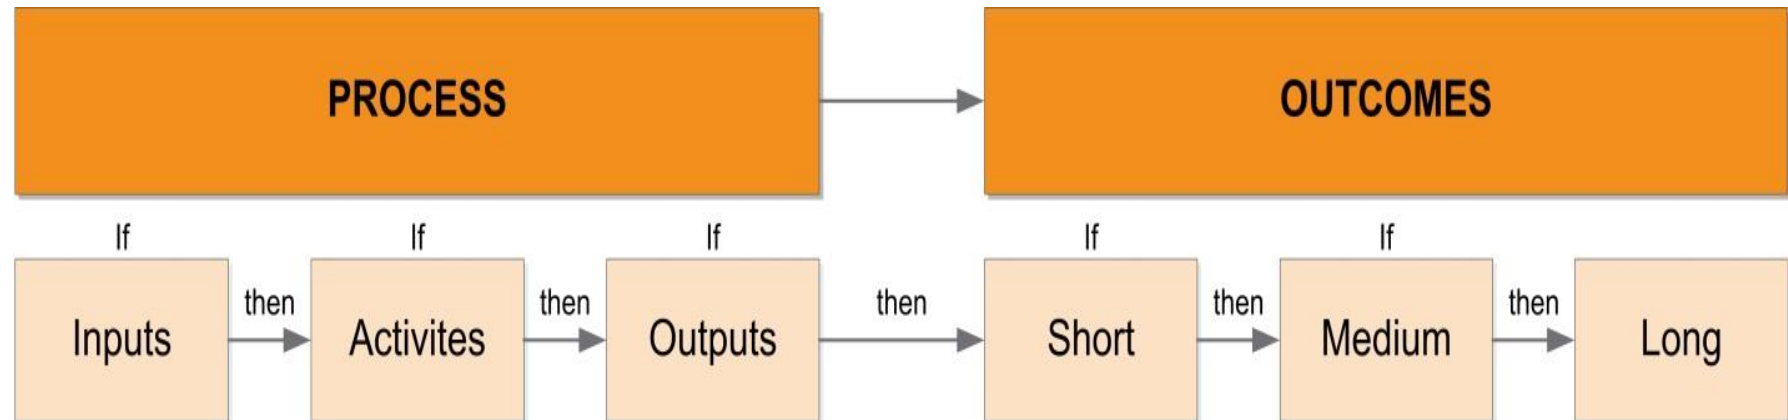 PROCESS
OUTCOMES
If
If
If
If
If
Inputs
then
Activites
then
Outputs
then
Short
then
Medium
then
Long